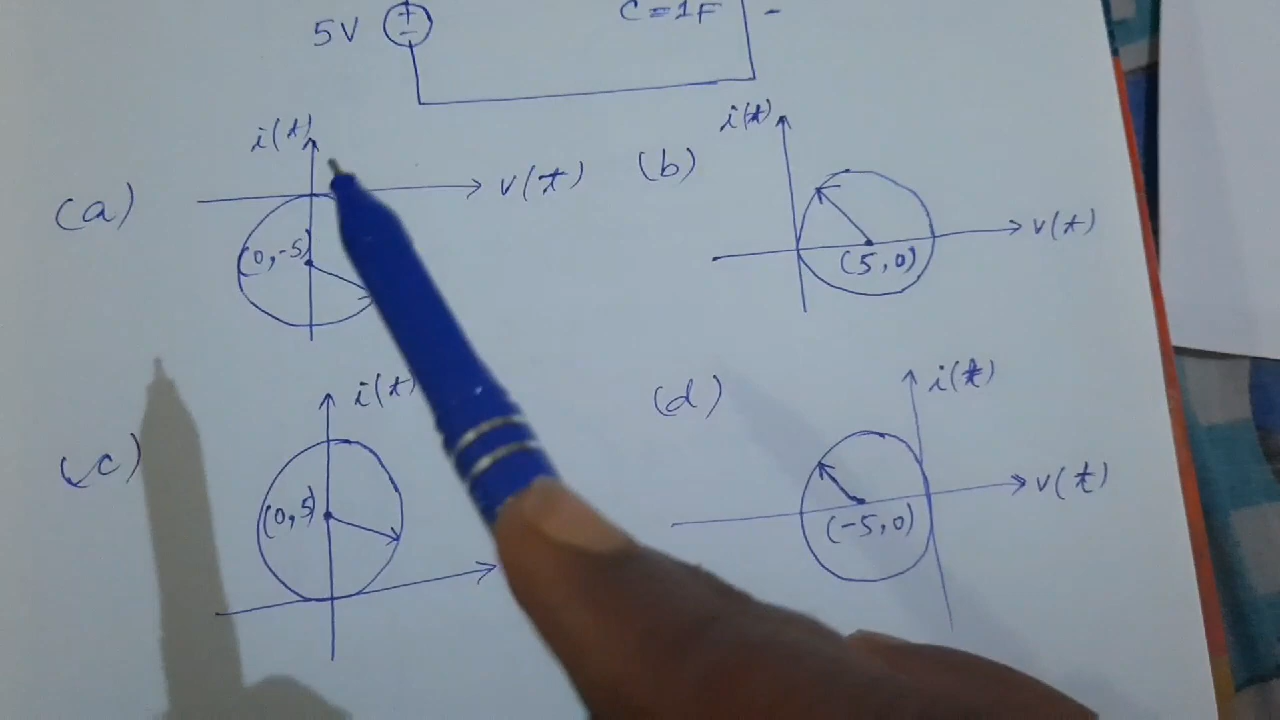 5V
+
−
C=1F
−
i(t)
(a)
v(t)
(0,-5)
(b)
i(t)
v(t)
(5,0)
(c)
i(t)
(0,5)
(d)
i(t)
v(t)
(-5,0)